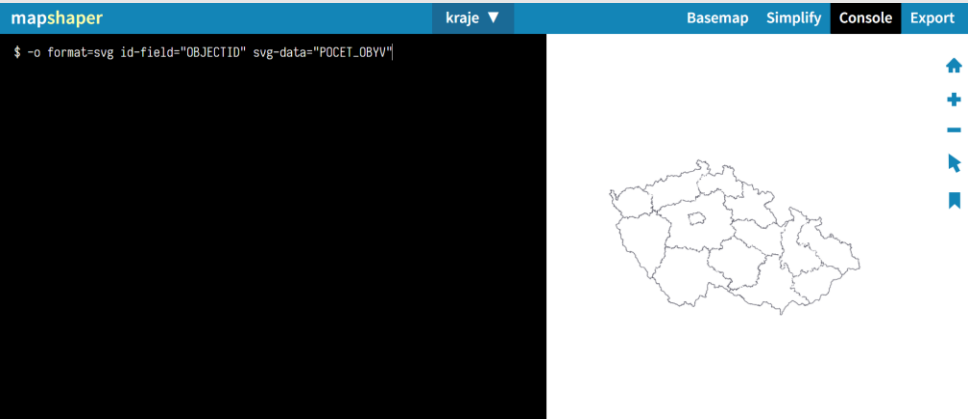 mapshaper kraje ▼ Basemap Simplify Console Export
$ -o format=svg id-field="OBJECTID" svg-data="POCET_OBYV"